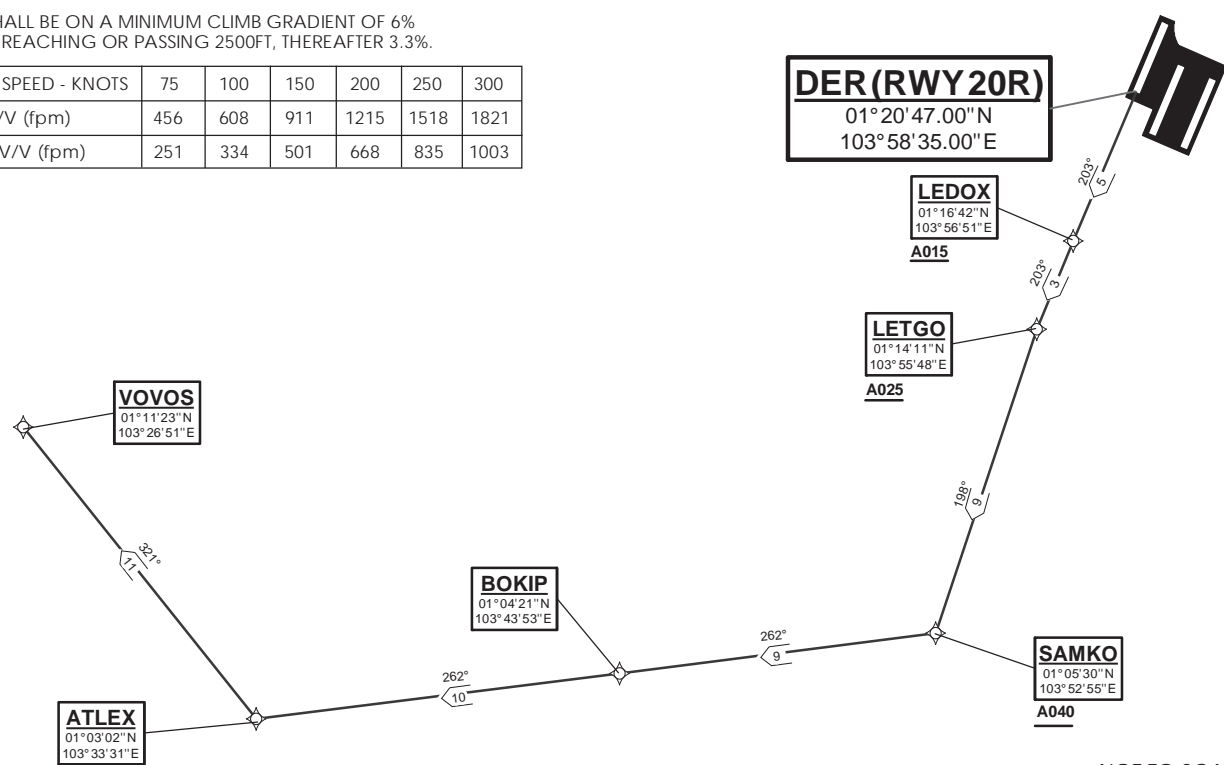 HALL BE ON A MINIMUM CLIMB GRADIENT OF 6%
REACHING OR PASSING 2500FT, THEREAFTER 3.3%.
SPEED - KNOTS 75 100 150 200 250 300
/V (fpm) 456 608 911 1215 1518 1821
V/V (fpm) 251 334 501 668 835 1003
DER (RWY 20R)
01°20'47.00"N
103°58'35.00"E
203°
5
LEDOX
01°16'42"N
103°56'51"E
A015
203°
3
LETGO
01°14'11"N
103°55'48"E
A025
VOVOS
01°11'23"N
103°26'51"E
198°
9
321°
11
BOKIP
01°04'21"N
103°43'53"E
262°
9
SAMKO
01°05'30"N
103°52'55"E
A040
262°
10
ATLEX
01°03'02"N
103°33'31"E